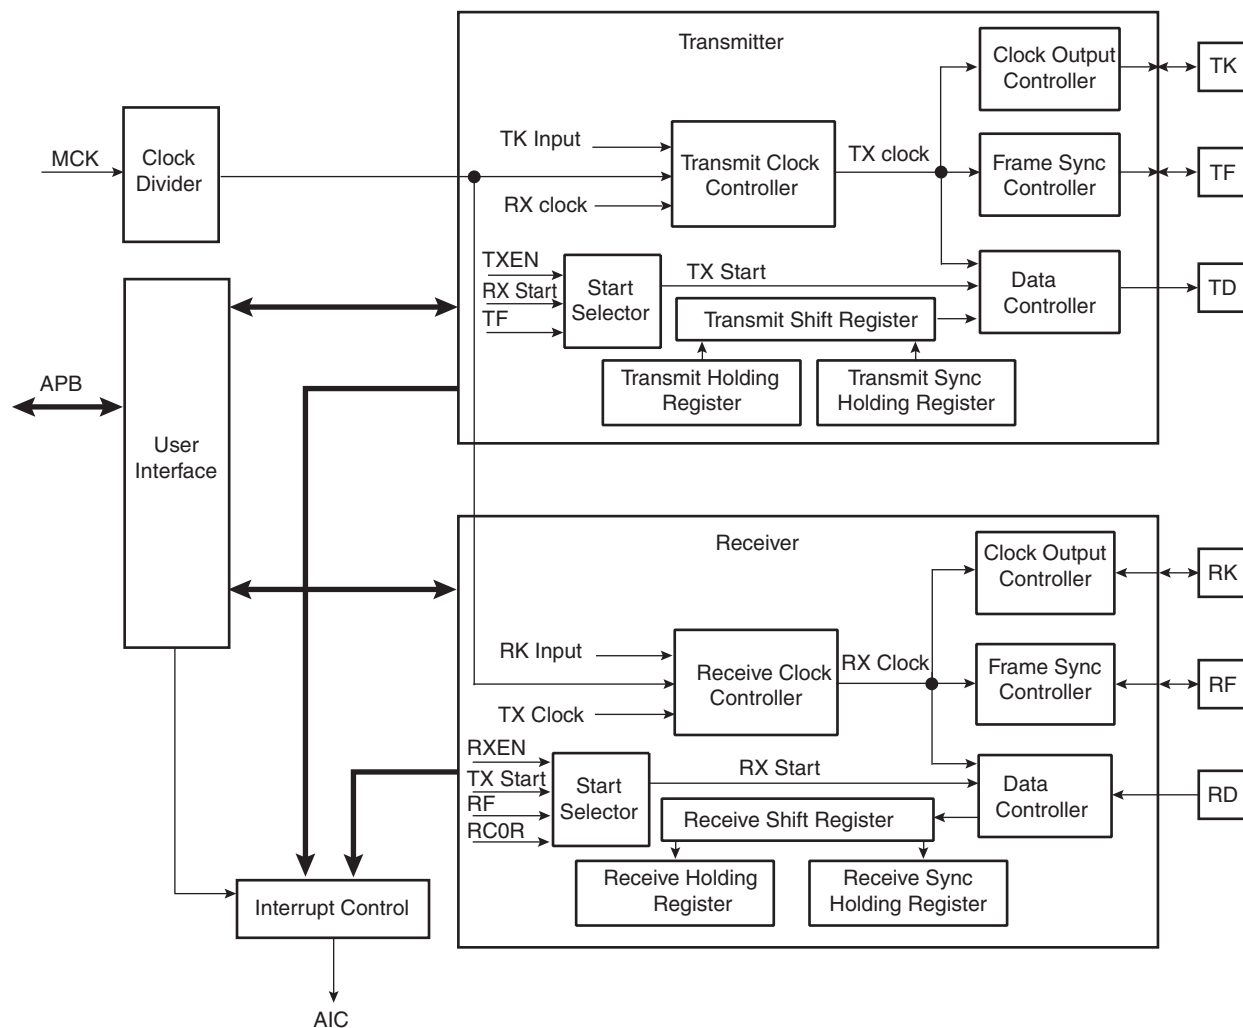 Transmitter
Clock Output
Controller
TK
MCK
Clock
Divider
TK Input
Transmit Clock
Controller
RX clock
TX clock
Frame Sync
Controller
TF
TXEN
RX Start
TF
Start
Selector
TX Start
Data
Controller
TD
Transmit Shift Register
Transmit Holding
Register
Transmit Sync
Holding Register
APB
User
Interface
Receiver
Clock Output
Controller
RK
RK Input
Receive Clock
Controller
TX Clock
RX Clock
Frame Sync
Controller
RF
RXEN
TX Start
RF
RC0R
Start
Selector
RX Start
Data
Controller
RD
Receive Shift Register
Receive Holding
Register
Receive Sync
Holding Register
Interrupt Control
AIC